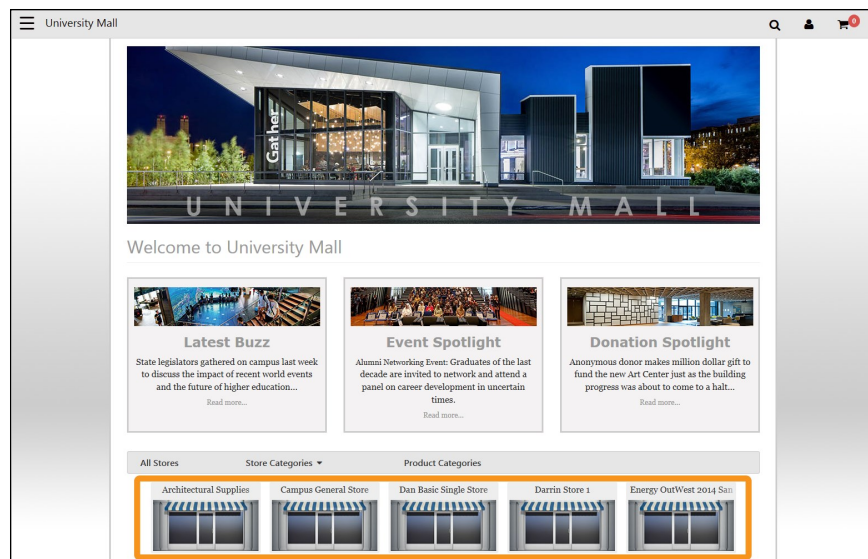 University Mall
0
Gather
UNIVERSITY MALL
Welcome to University Mall
Latest Buzz
State legislators gathered on campus last week
to discuss the impact of recent world events
and the future of higher education...
Read more...
Event Spotlight
Alumni Networking Event: Graduates of the last
decade are invited to network and attend a
panel on career development in uncertain
times.
Read more...
Donation Spotlight
Anonymous donor makes million dollar gift to
fund the new Art Center just as the building
progress was about to come to a halt...
Read more...
All Stores Store Categories Product Categories
Architectural Supplies Campus General Store Dan Basic Single Store Darrin Store 1 Energy OutWest 2014 San